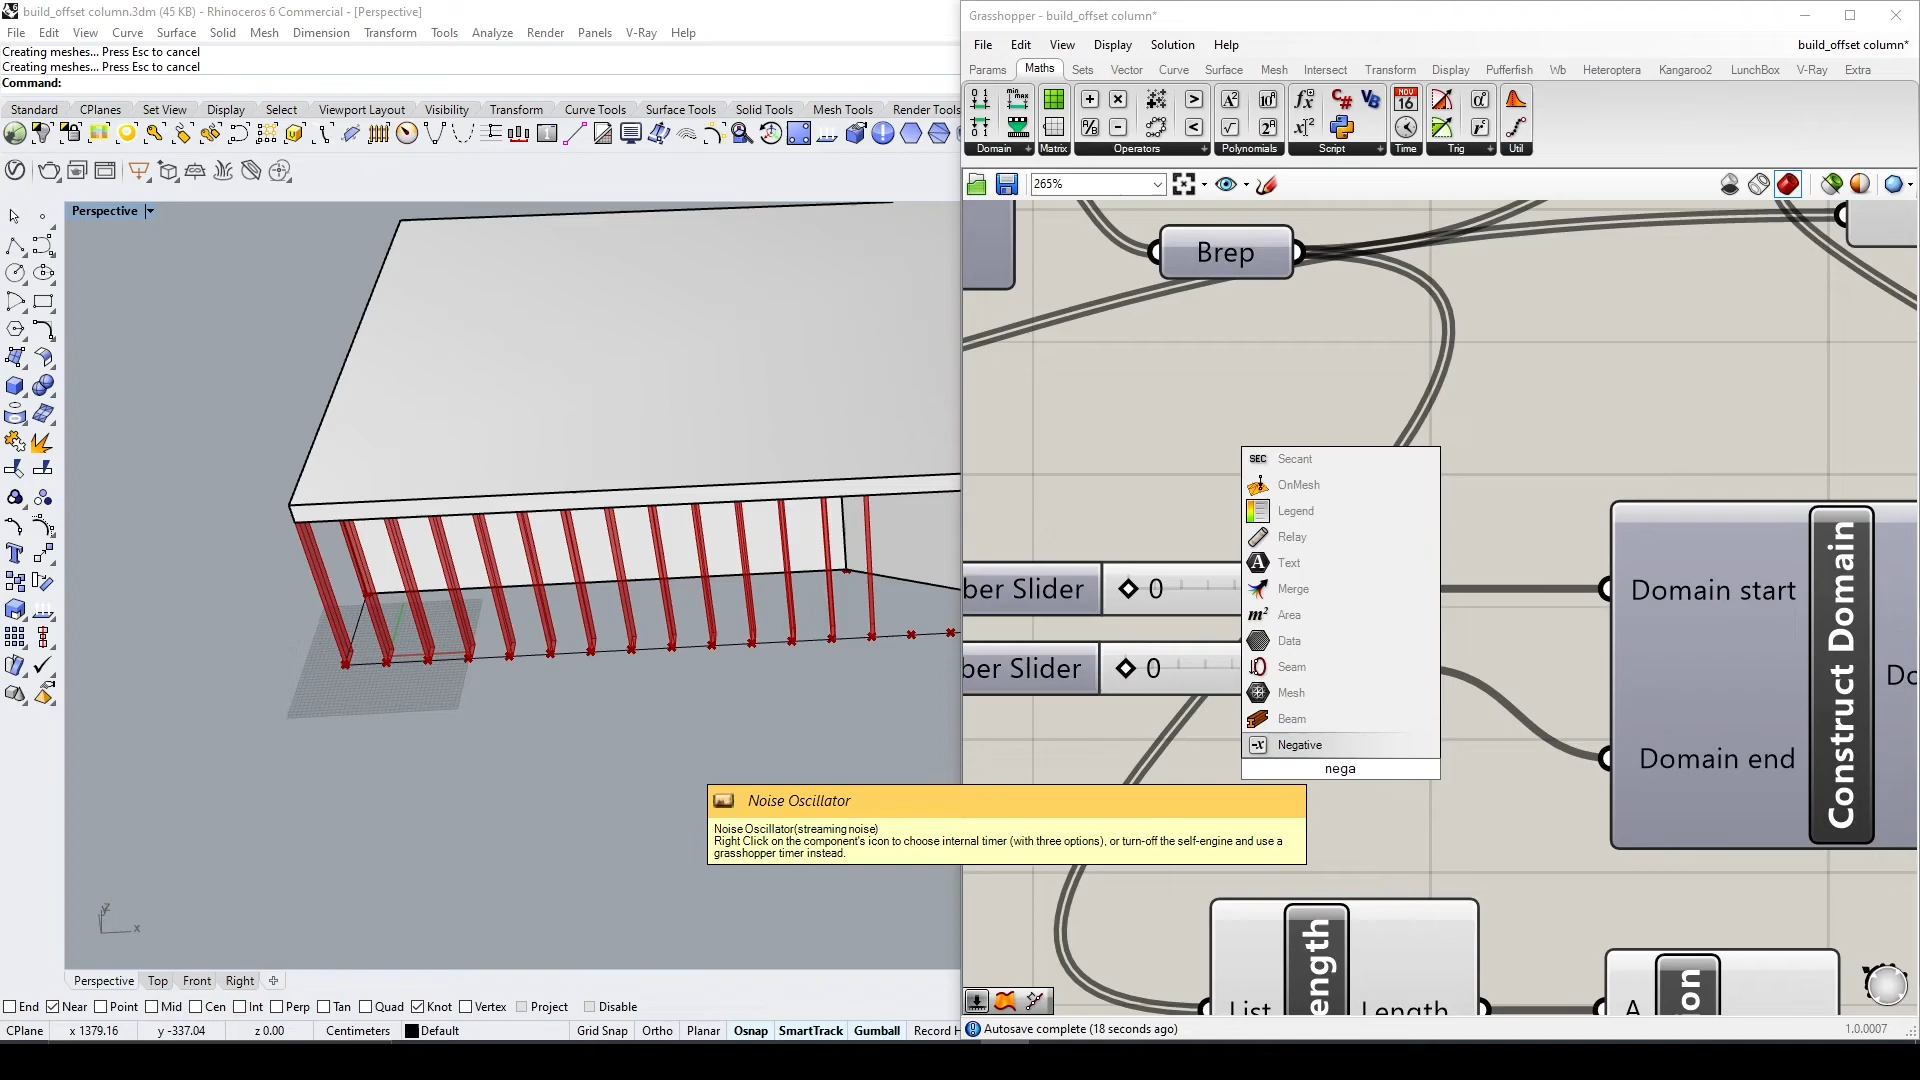 build_offset column.3dm (45 KB) - Rhinoceros 6 Commercial - [Perspective]
File Edit View Curve Surface Solid Mesh Dimension Transform Tools Analyze Render Panels V-Ray Help
Creating meshes... Press Esc to cancel
Creating meshes... Press Esc to cancel
Command:
Standard CPlanes Set View Display Select Viewport Layout Visibility Transform Curve Tools Surface Tools Solid Tools Mesh Tools Render Tools
Perspective
y
x
Perspective Top Front Right
End Near Point Mid Cen Int Perp Tan Quad Knot Vertex Project Disable
CPlane x 1379.16 y -337.04 z 0.00 Centimeters Default Grid Snap Ortho Planar Osnap SmartTrack Gumball Record H
Grasshopper - build_offset column*
File Edit View Display Solution Help build_offset column*
Params Maths Sets Vector Curve Surface Mesh Intersect Transform Display Pufferfish Wb Heteroptera Kangaroo2 LunchBox V-Ray Extra
Domain Matrix Operators Polynomials Script Time Trig Util
265%
Brep
SEC Secant
OnMesh
Legend
Relay
Text
Merge
m² Area
Data
Seam
Mesh
Beam
-x Negative
nega
ber Slider 0
ber Slider 0
Domain start
Domain end
Construct Domain
Do
Noise Oscillator
Noise Oscillator(streaming noise)
Right Click on the component's icon to choose internal timer (with three options), or turn-off the self-engine and use a
grasshopper timer instead.
List
ength
Length
A
on
Autosave complete (18 seconds ago) 1.0.0007